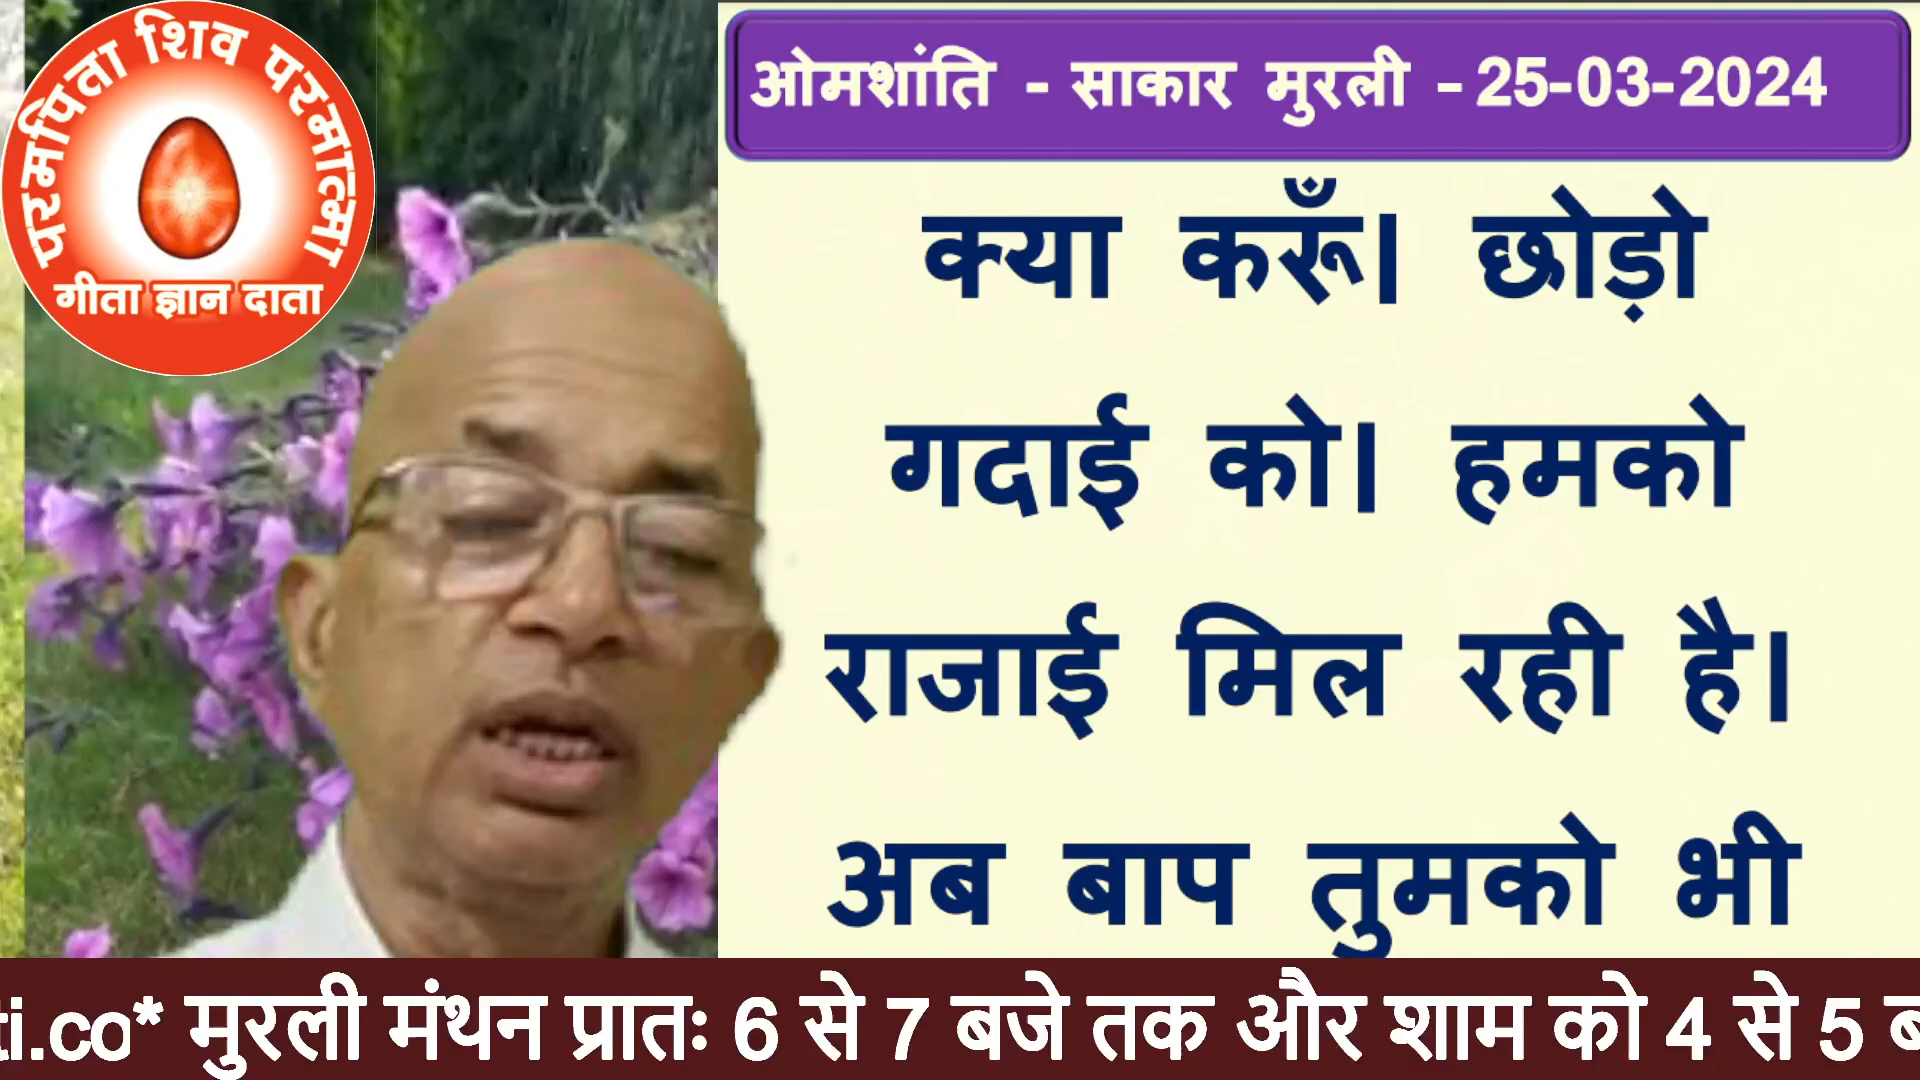 परमपिता शिव परमात्मा
गीता ज्ञान दाता
ओमशांति - साकार मुरली - 25-03-2024
क्या करूँ। छोड़ो
गदाई को। हमको
राजाई मिल रही है।
अब बाप तुमको भी
ti.co* मुरली मंथन प्रातः 6 से 7 बजे तक और शाम को 4 से 5 ब